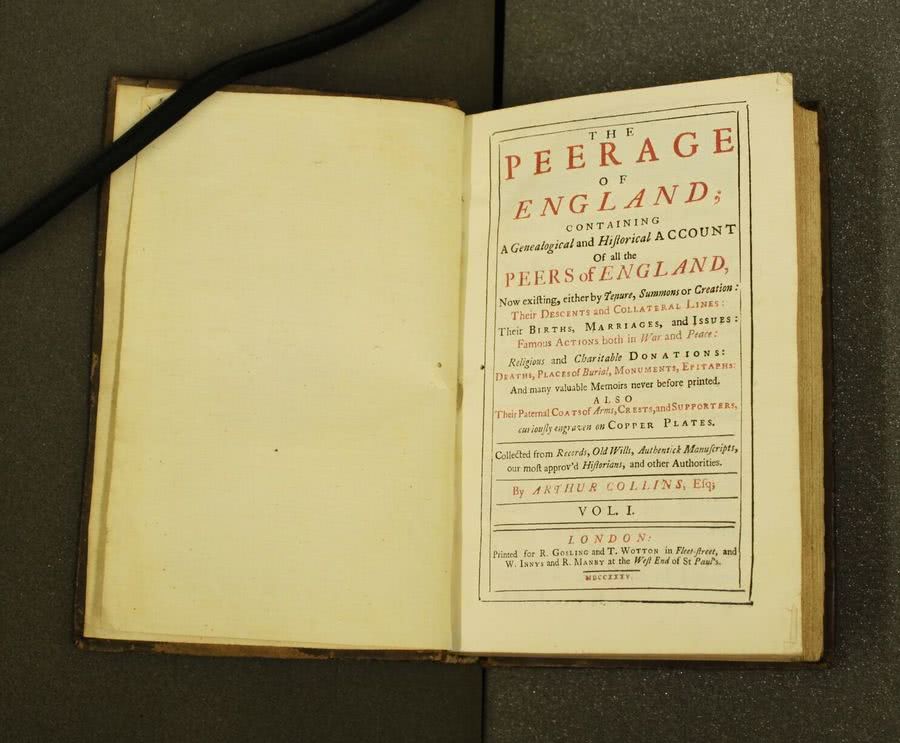 THE
PEERAGE
OF
ENGLAND;
CONTAINING
A Genealogical and Hiſtorical ACCOUNT
Of all the
PEERS of ENGLAND,
Now exiſting, either by Tenure, Summons or Creation:
Their DESCENTS and COLLATERAL LINES:
Their BIRTHS, MARRIAGES, and ISSUES:
Famous ACTIONS both in War and Peace:
Religious and Charitable DONATIONS:
DEATHS, PLACES of Burial, MONUMENTS, EPITAPHS:
And many valuable Memoirs never before printed.
ALSO
Their Paternal COATS of Arms, CRESTS, and SUPPORTERS,
curiouſly engraven on COPPER PLATES.
Collected from Records, Old Wills, Authentick Manuſcripts,
our moſt approv'd Hiſtorians, and other Authorities.
By ARTHUR COLLINS, Eſq;
VOL. I.
LONDON:
Printed for R. GOSLING and T. WOTTON in Fleet-ſtreet, and
W. INNYS and R. MANBY at the Weſt End of St Paul's.
MDCCXXXV.